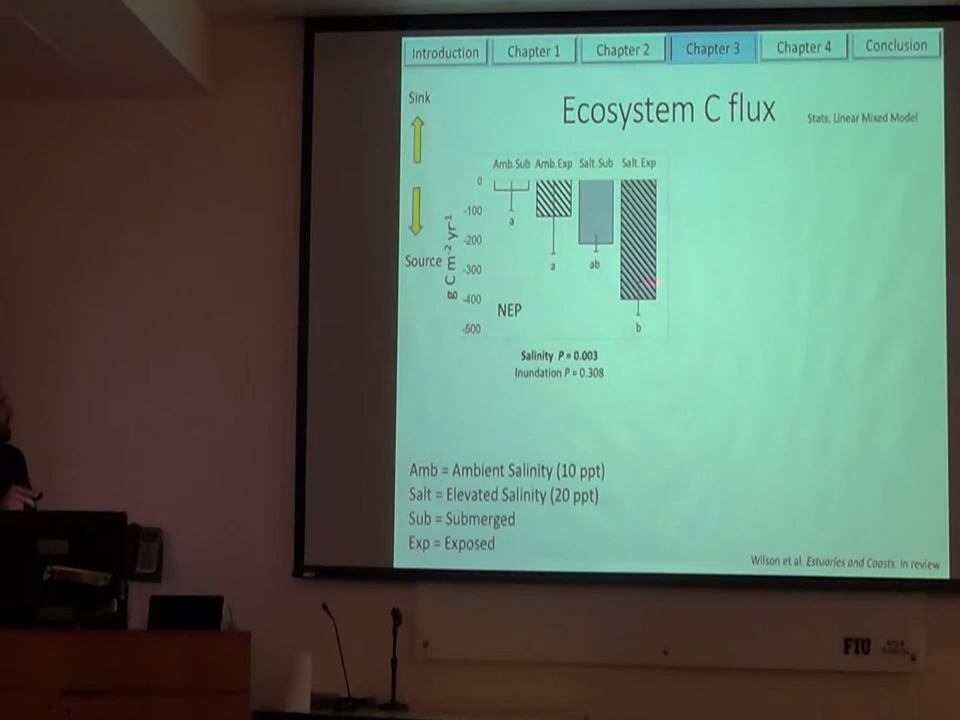 Introduction Chapter 1 Chapter 2 Chapter 3 Chapter 4 Conclusion
Sink
Ecosystem C flux
Stats: Linear Mixed Model
Amb.Sub Amb.Exp Salt.Sub Salt.Exp
0
-100
-200
-300
-400
-500
g C m⁻² yr⁻¹
a
a
ab
b
Source
NEP
Salinity P = 0.003
Inundation P = 0.308
Amb = Ambient Salinity (10 ppt)
Salt = Elevated Salinity (20 ppt)
Sub = Submerged
Exp = Exposed
Wilson et al. Estuaries and Coasts. In review
FIU